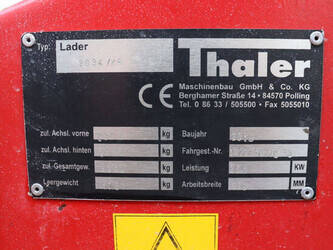 Typ: Lader
Thaler
Maschinenbau GmbH & Co. KG
Berghamer Straße 14 · 84570 Polling
Tel. 0 86 33 / 505500 · Fax 5055010
CE
zul. Achsl. vorne kg Baujahr
zul. Achsl. hinten kg Fahrgest.-Nr.
zul. Gesamtgew. kg Leistung KW
Leergewicht kg Arbeitsbreite MM